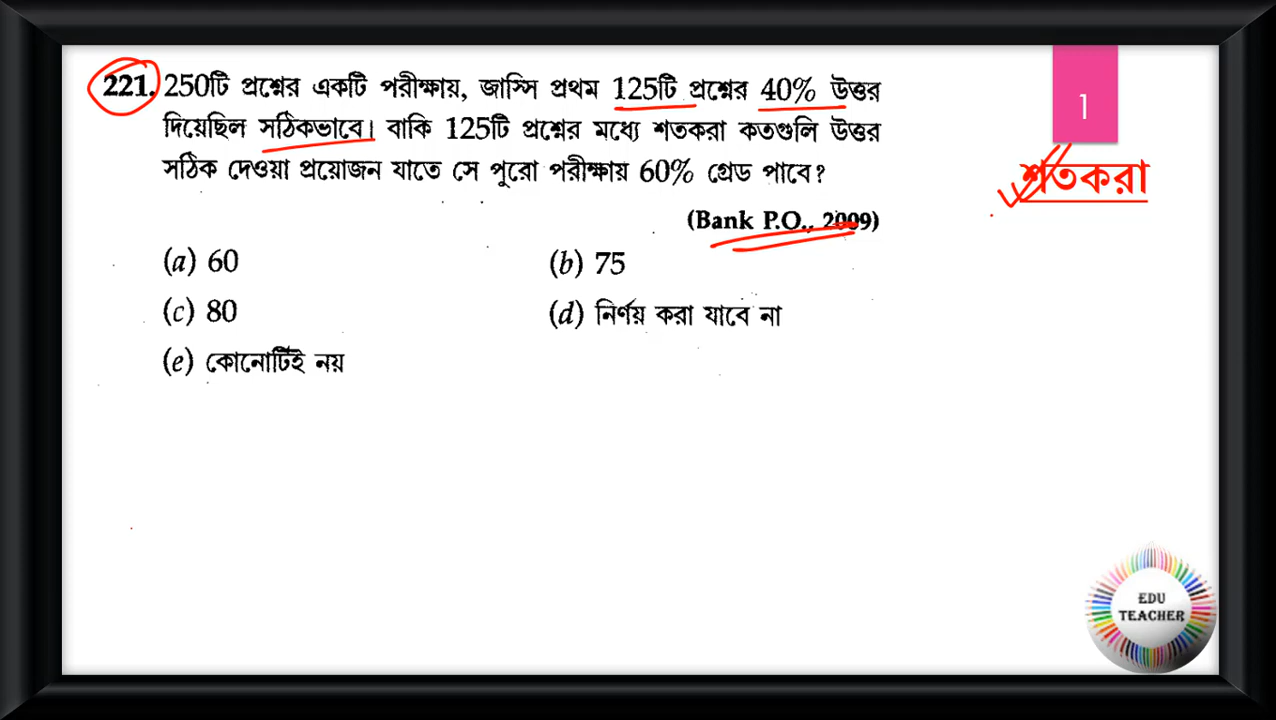 221. 250টি প্রশ্নের একটি পরীক্ষায়, জাস্সি প্রথম 125টি প্রশ্নের 40% উত্তর
দিয়েছিল সঠিকভাবে। বাকি 125টি প্রশ্নের মধ্যে শতকরা কতগুলি উত্তর
সঠিক দেওয়া প্রয়োজন যাতে সে পুরো পরীক্ষায় 60% গ্রেড পাবে?
(Bank P.O., 2009)
(a) 60 (b) 75
(c) 80 (d) নির্ণয় করা যাবে না
(e) কোনোটিই নয়
1
শতকরা
EDU
TEACHER